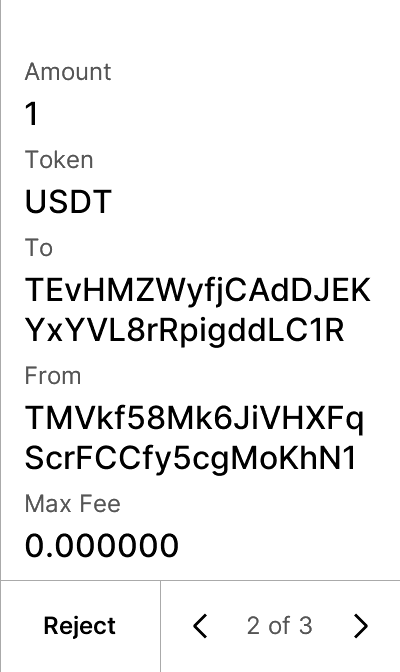 Amount
1
Token
USDT
To
TEvHMZWyfjCAdDJEK
YxYVL8rRpigddLC1R
From
TMVkf58Mk6JiVHXFq
ScrFCCfy5cgMoKhN1
Max Fee
0.000000
Reject
2 of 3